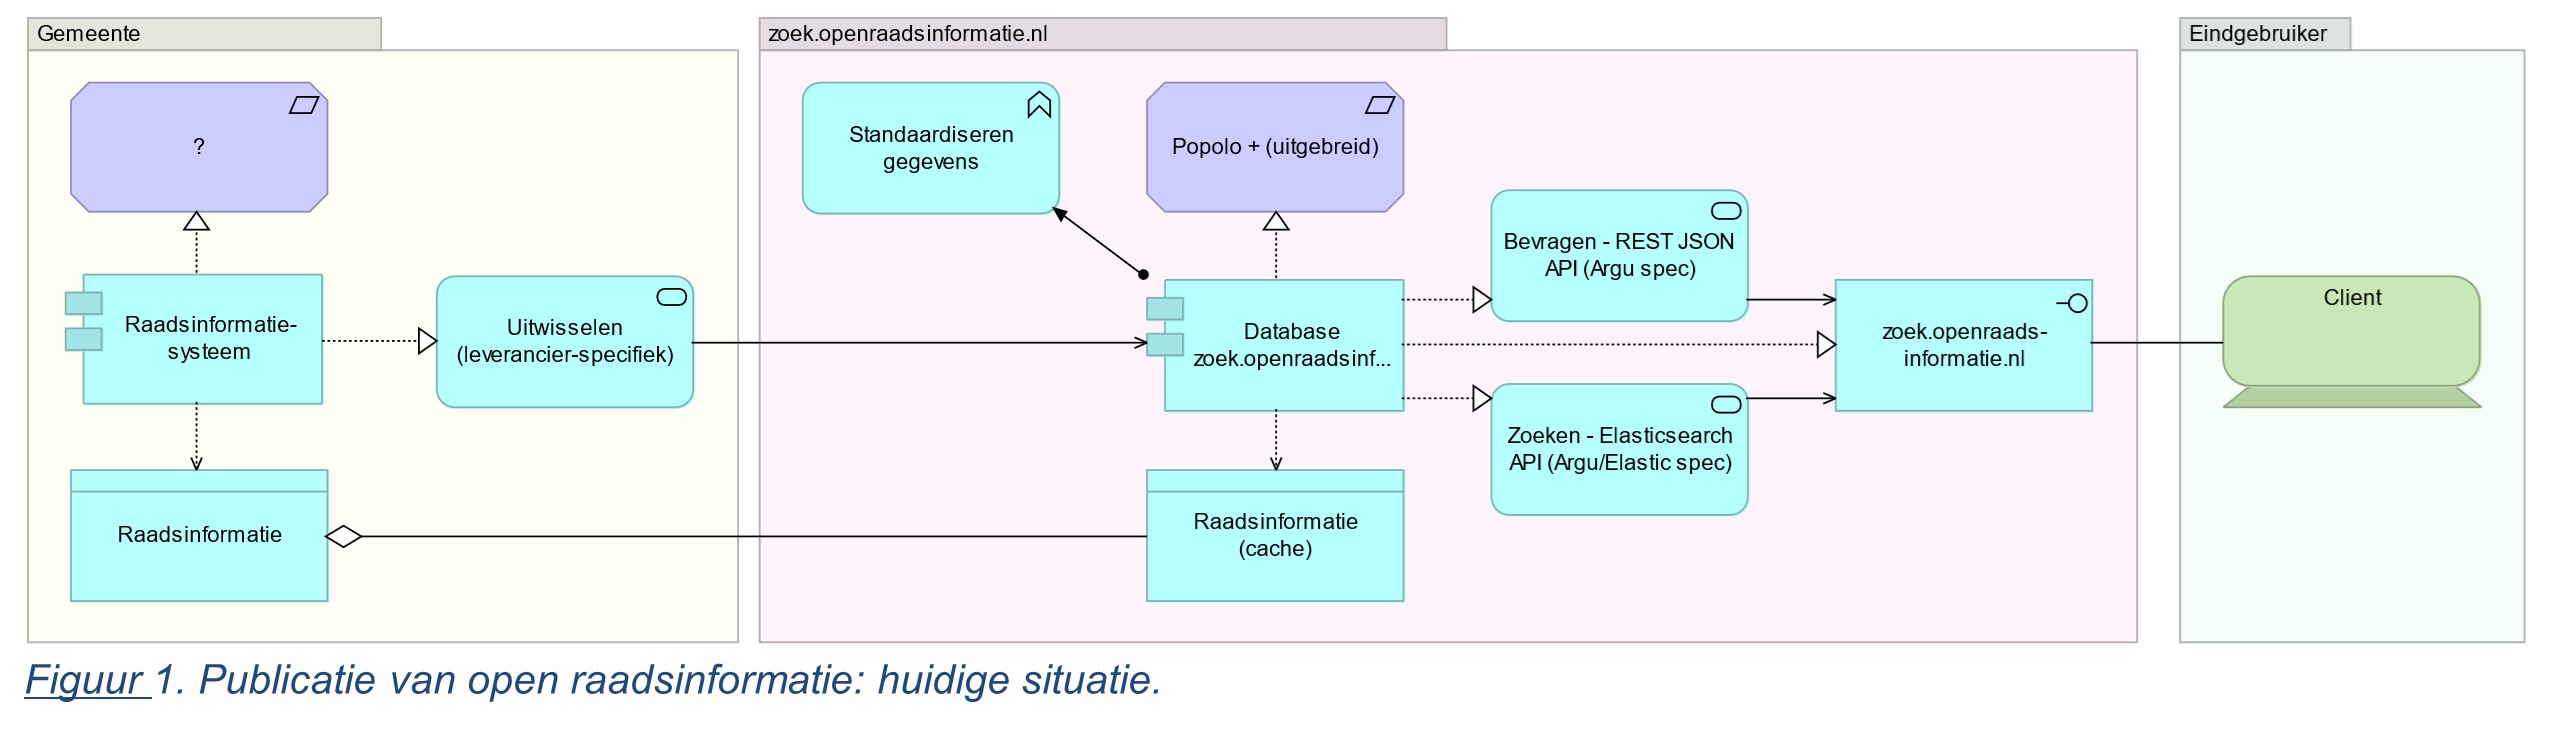 Gemeente
?
Raadsinformatie-
systeem
Uitwisselen
(leverancier-specifiek)
Raadsinformatie
zoek.openraadsinformatie.nl
Standaardiseren
gegevens
Popolo + (uitgebreid)
Database
zoek.openraadsinf...
Raadsinformatie
(cache)
Bevragen - REST JSON
API (Argu spec)
Zoeken - Elasticsearch
API (Argu/Elastic spec)
zoek.openraads-
informatie.nl
Eindgebruiker
Client
Figuur 1. Publicatie van open raadsinformatie: huidige situatie.